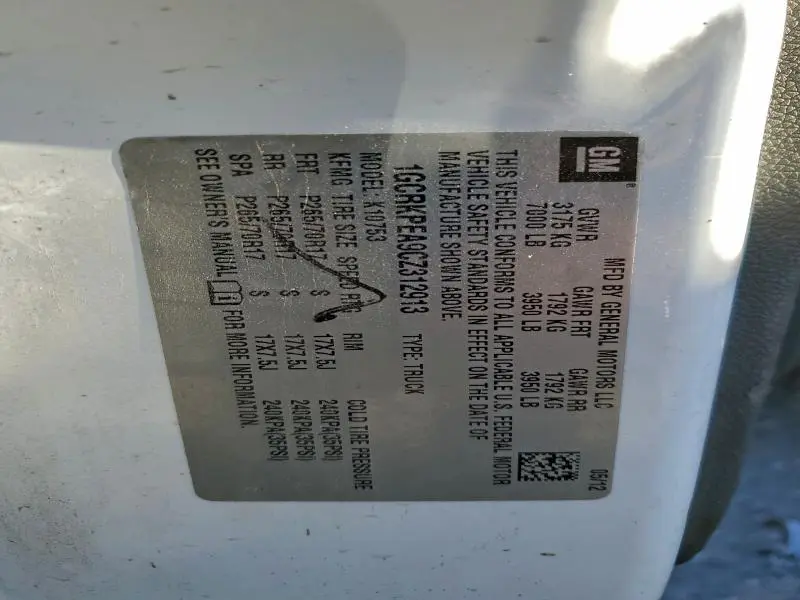 GM
®
MFD BY GENERAL MOTORS LLC 05/12
GVWR GAWR FRT GAWR RR
3175 KG 1792 KG 1792 KG
7000 LB 3950 LB 3950 LB
THIS VEHICLE CONFORMS TO ALL APPLICABLE U.S. FEDERAL MOTOR
VEHICLE SAFETY STANDARDS IN EFFECT ON THE DATE OF
MANUFACTURE SHOWN ABOVE.
1GCRKPEA0CZ312913 TYPE: TRUCK
MODEL: K10753
KFMG TIRE SIZE SPEED RTG RIM COLD TIRE PRESSURE
FRT P265/70R17 S 17X7.5J 240KPA(35PSI)
RR P265/70R17 S 17X7.5J 240KPA(35PSI)
SPA P265/70R17 S 17X7.5J 240KPA(35PSI)
SEE OWNER'S MANUAL FOR MORE INFORMATION.